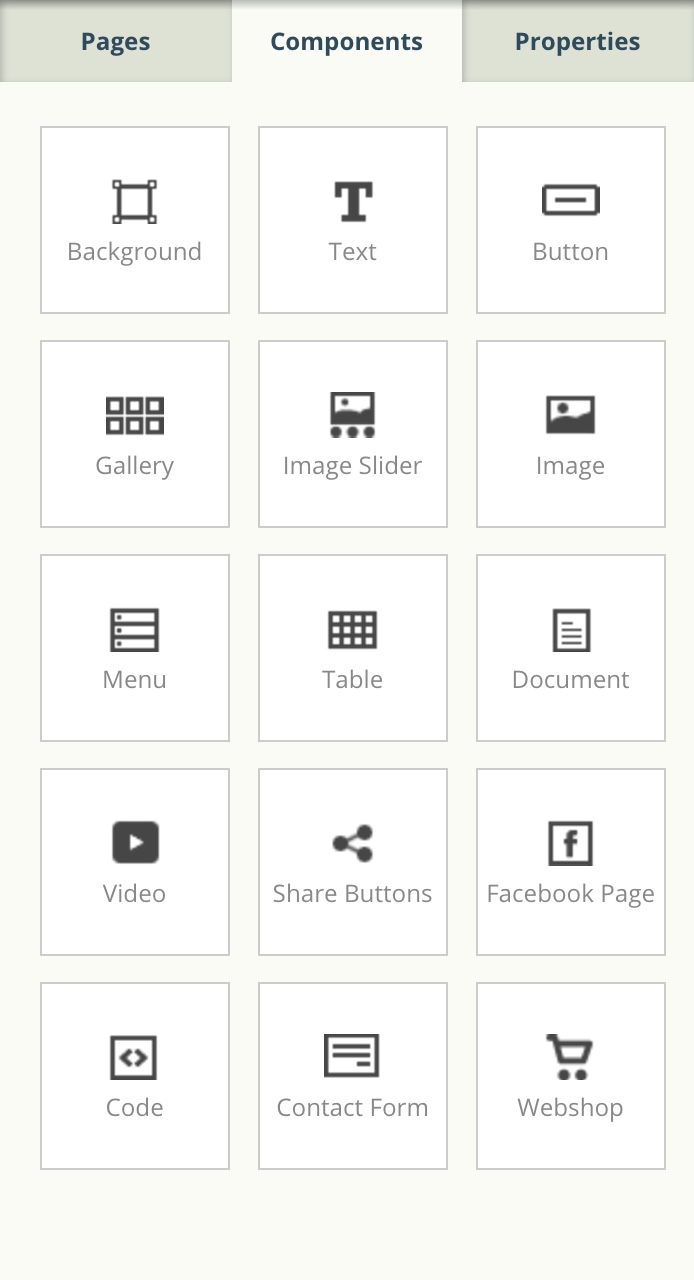 Pages
Components
Properties
Background
Text
Button
Gallery
Image Slider
Image
Menu
Table
Document
Video
Share Buttons
Facebook Page
Code
Contact Form
Webshop